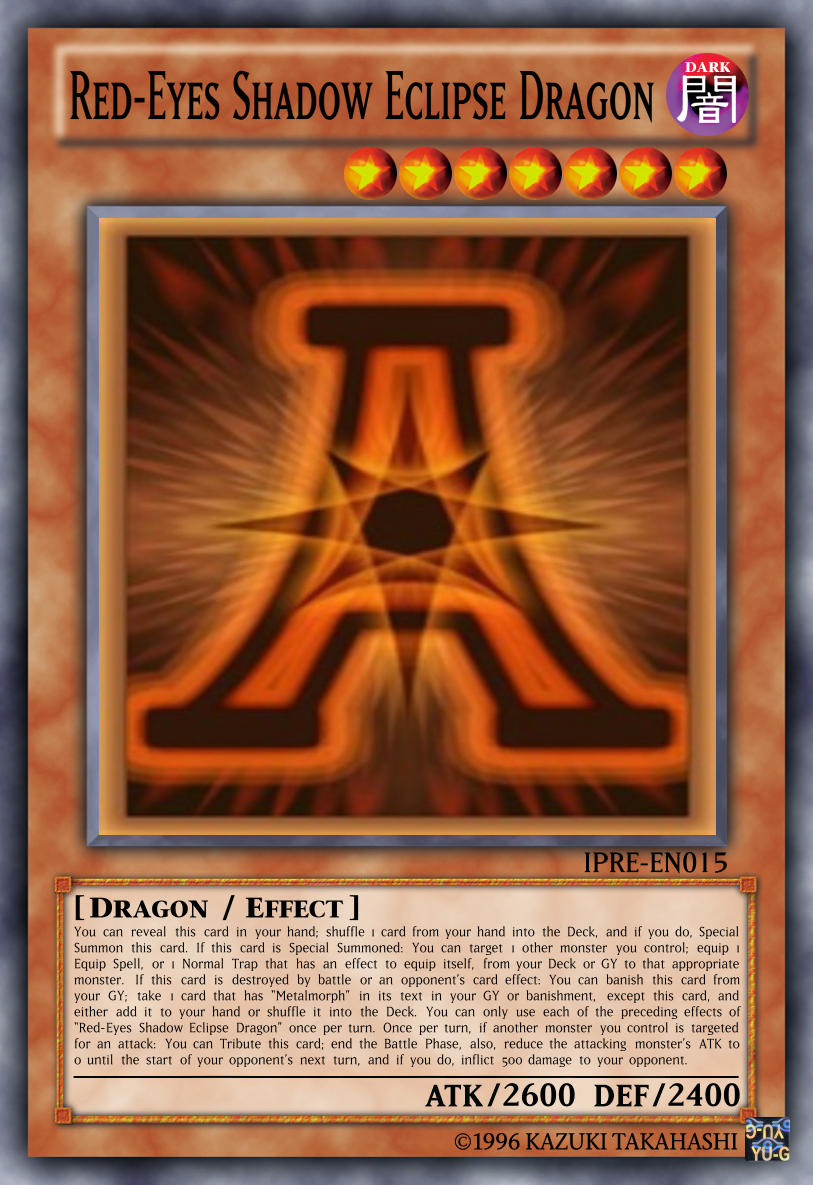 RED-EYES SHADOW ECLIPSE DRAGON
DARK
闇
A
IPRE-EN015
[ DRAGON / EFFECT ]
You can reveal this card in your hand; shuffle 1 card from your hand into the Deck, and if you do, Special
Summon this card. If this card is Special Summoned: You can target 1 other monster you control; equip 1
Equip Spell, or 1 Normal Trap that has an effect to equip itself, from your Deck or GY to that appropriate
monster. If this card is destroyed by battle or an opponent's card effect: You can banish this card from
your GY; take 1 card that has "Metalmorph" in its text in your GY or banishment, except this card, and
either add it to your hand or shuffle it into the Deck. You can only use each of the preceding effects of
"Red-Eyes Shadow Eclipse Dragon" once per turn. Once per turn, if another monster you control is targeted
for an attack: You can Tribute this card; end the Battle Phase, also, reduce the attacking monster's ATK to
0 until the start of your opponent's next turn, and if you do, inflict 500 damage to your opponent.
ATK/2600 DEF/2400
©1996 KAZUKI TAKAHASHI
YU-G
YU-G